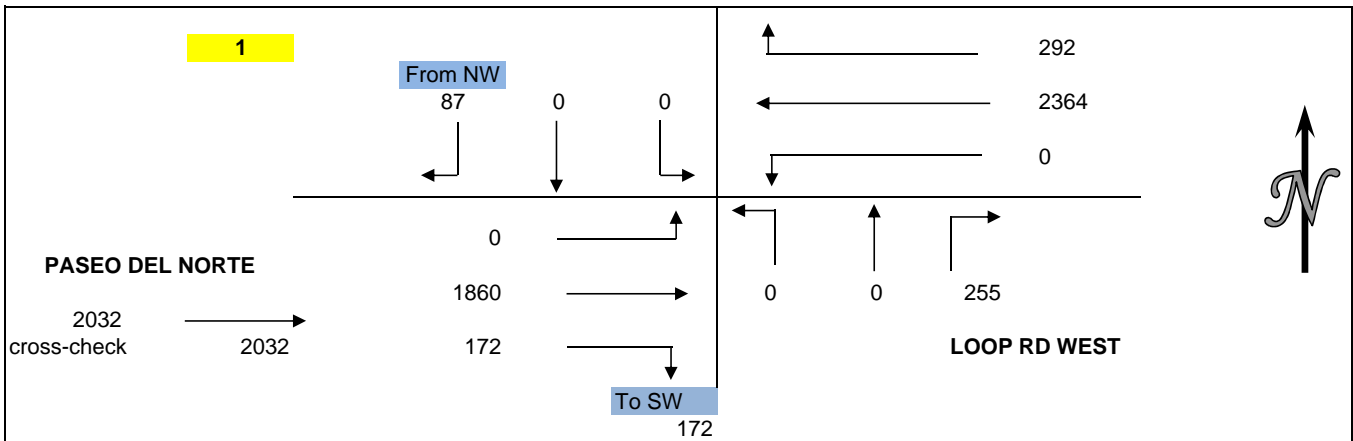 1
292
From NW
87 0 0
2364
0
0
PASEO DEL NORTE
1860
0 0 255
2032
cross-check 2032
172
LOOP RD WEST
To SW
172
N